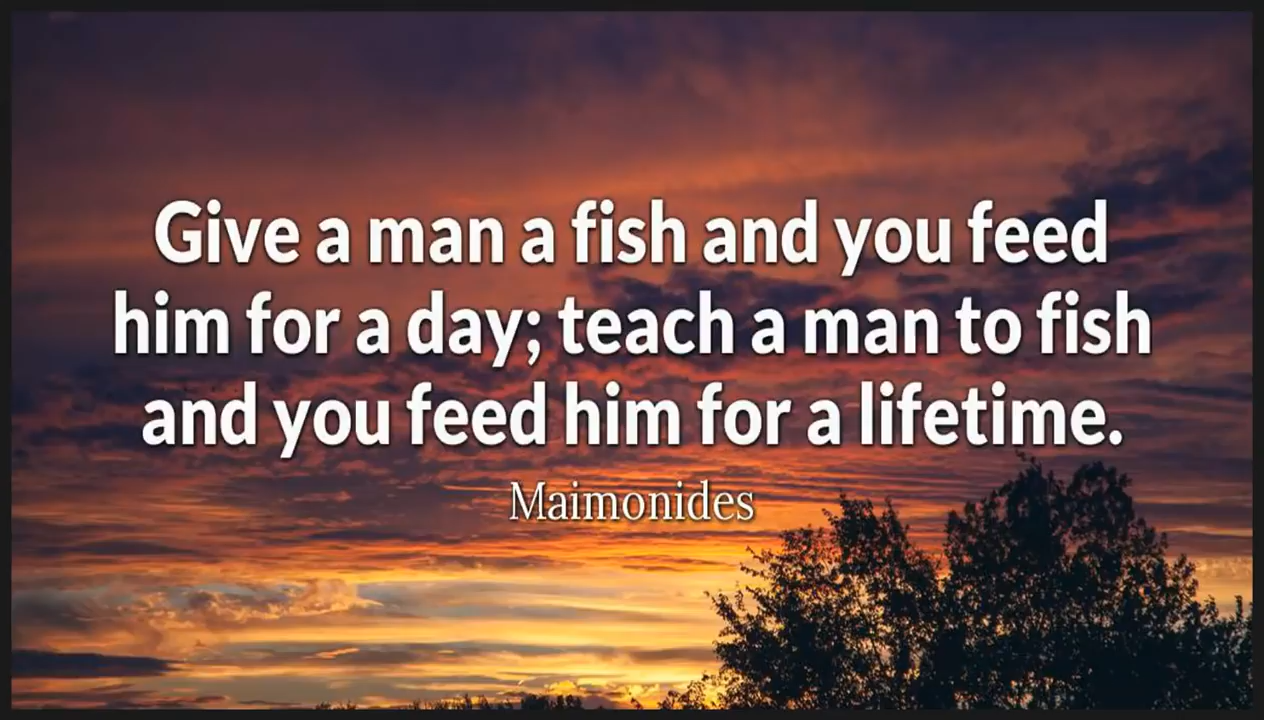 Give a man a fish and you feed
him for a day; teach a man to fish
and you feed him for a lifetime.
Maimonides